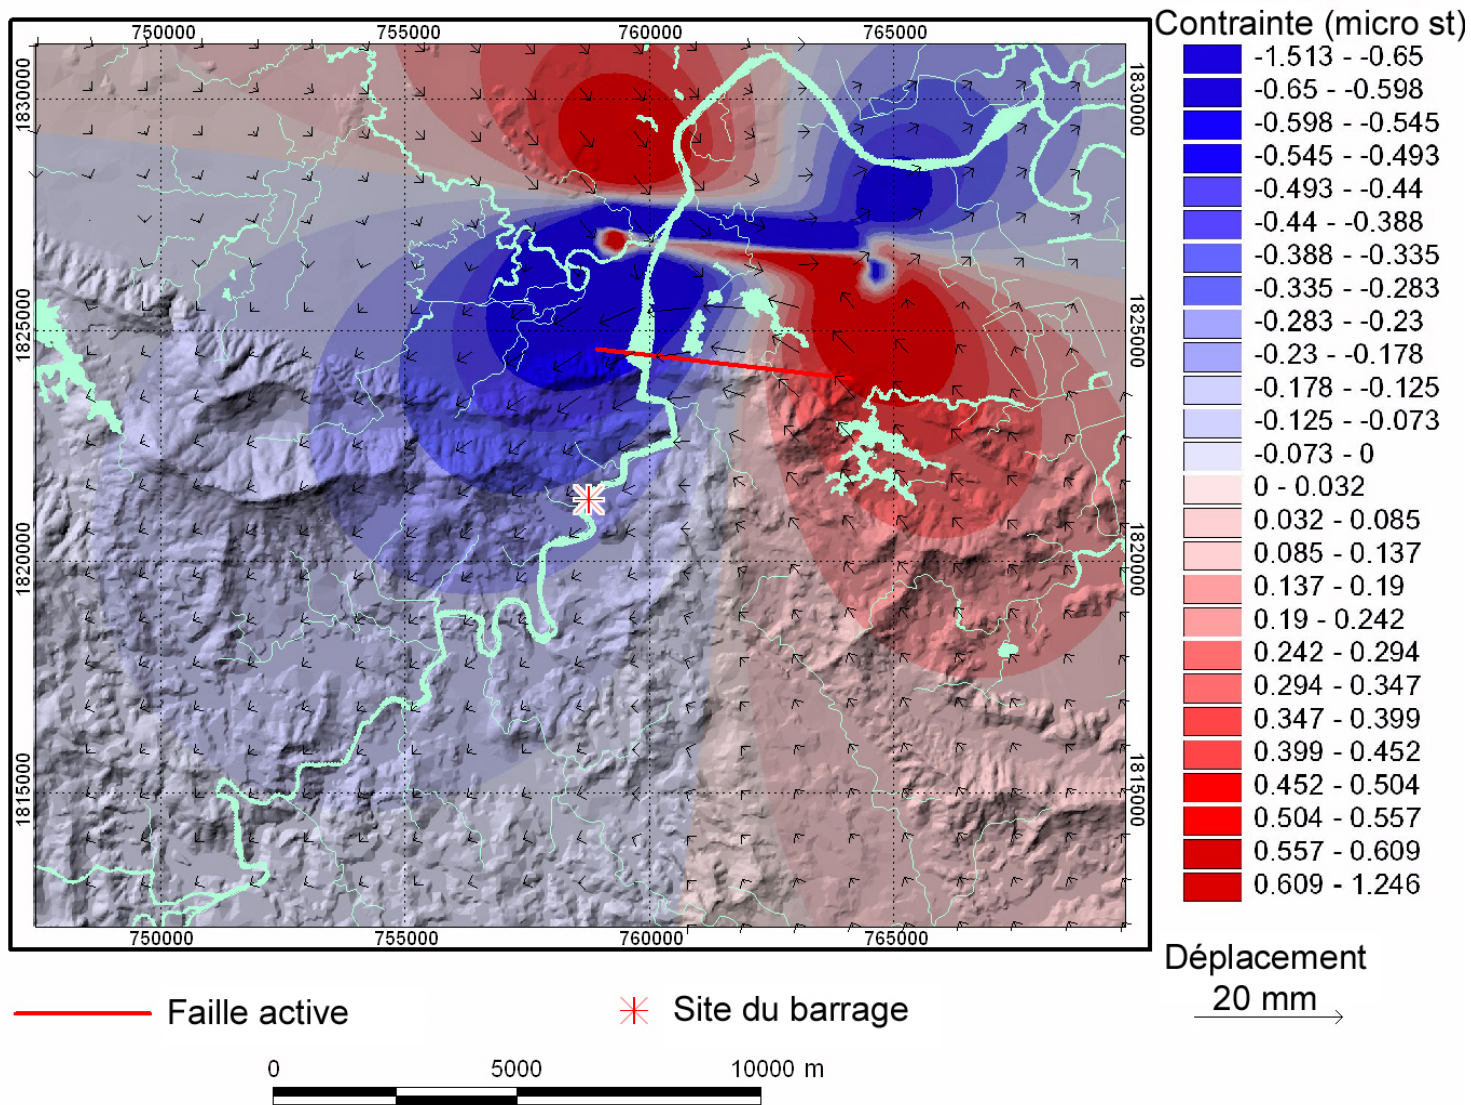 750000 755000 760000 765000
Contrainte (micro st)
-1.513 - -0.65
-0.65 - -0.598
-0.598 - -0.545
-0.545 - -0.493
-0.493 - -0.44
-0.44 - -0.388
-0.388 - -0.335
-0.335 - -0.283
-0.283 - -0.23
-0.23 - -0.178
-0.178 - -0.125
-0.125 - -0.073
-0.073 - 0
0 - 0.032
0.032 - 0.085
0.085 - 0.137
0.137 - 0.19
0.19 - 0.242
0.242 - 0.294
0.294 - 0.347
0.347 - 0.399
0.399 - 0.452
0.452 - 0.504
0.504 - 0.557
0.557 - 0.609
0.609 - 1.246
1830000
1830000
1825000
1825000
1820000
1820000
1815000
1815000
750000 755000 760000 765000
Déplacement
20 mm
Faille active
Site du barrage
0 5000 10000 m